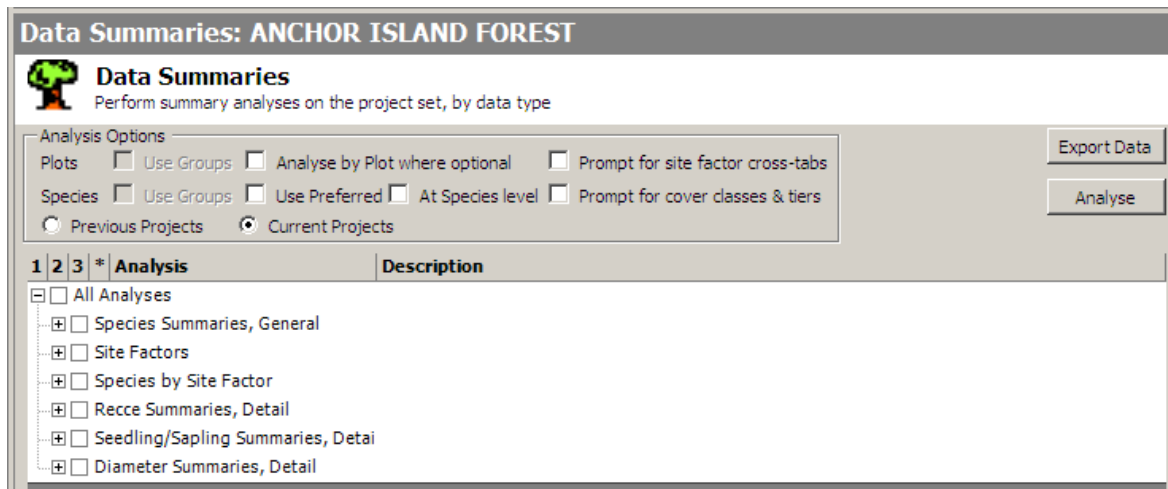 Data Summaries: ANCHOR ISLAND FOREST
Data Summaries
Perform summary analyses on the project set, by data type
Analysis Options
Plots Use Groups Analyse by Plot where optional Prompt for site factor cross-tabs
Export Data
Species Use Groups Use Preferred At Species level Prompt for cover classes & tiers
Analyse
Previous Projects Current Projects
1 2 3 * Analysis Description
All Analyses
Species Summaries, General
Site Factors
Species by Site Factor
Recce Summaries, Detail
Seedling/Sapling Summaries, Detai
Diameter Summaries, Detail